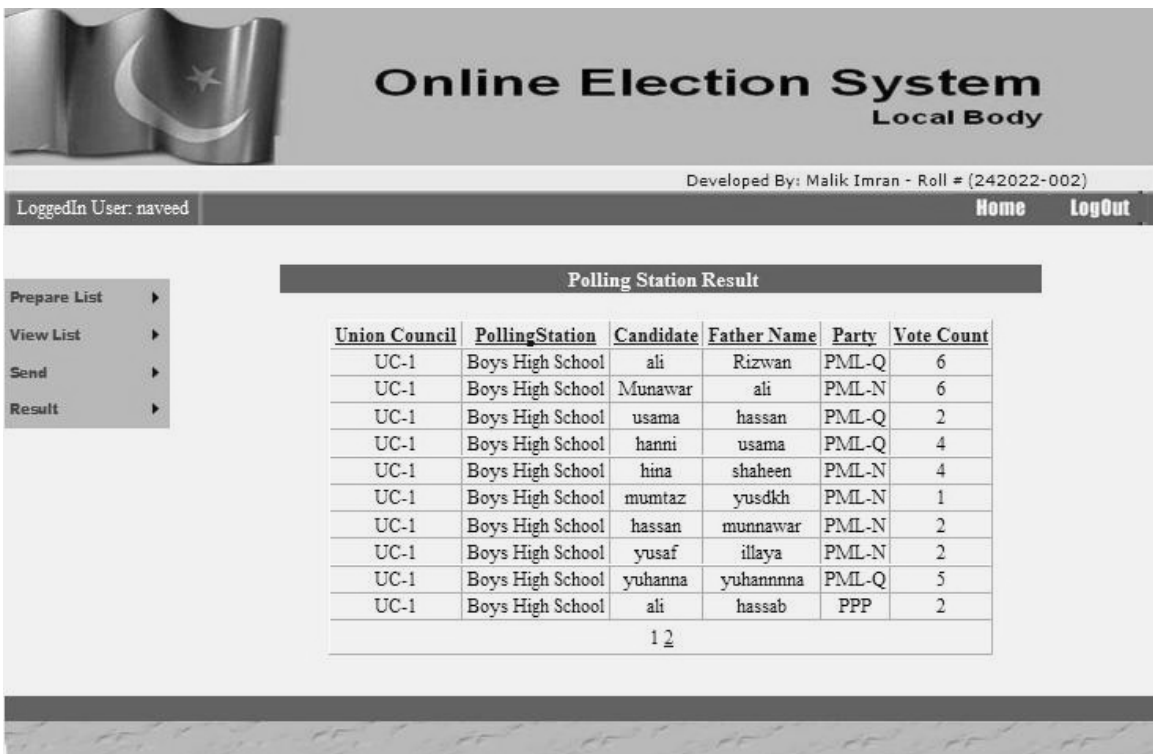 Online Election System
Local Body
Developed By: Malik Imran - Roll # (242022-002)
LoggedIn User: naveed Home LogOut
Polling Station Result
Prepare List
View List
Send
Result
Union Council PollingStation Candidate Father Name Party Vote Count
UC-1 Boys High School ali Rizwan PML-Q 6
UC-1 Boys High School Munawar ali PML-N 6
UC-1 Boys High School usama hassan PML-Q 2
UC-1 Boys High School hanni usama PML-Q 4
UC-1 Boys High School hina shaheen PML-N 4
UC-1 Boys High School mumtaz yusdkh PML-N 1
UC-1 Boys High School hassan munnawar PML-N 2
UC-1 Boys High School yusaf illaya PML-N 2
UC-1 Boys High School yuhanna yuhannnna PML-Q 5
UC-1 Boys High School ali hassab PPP 2
1 2